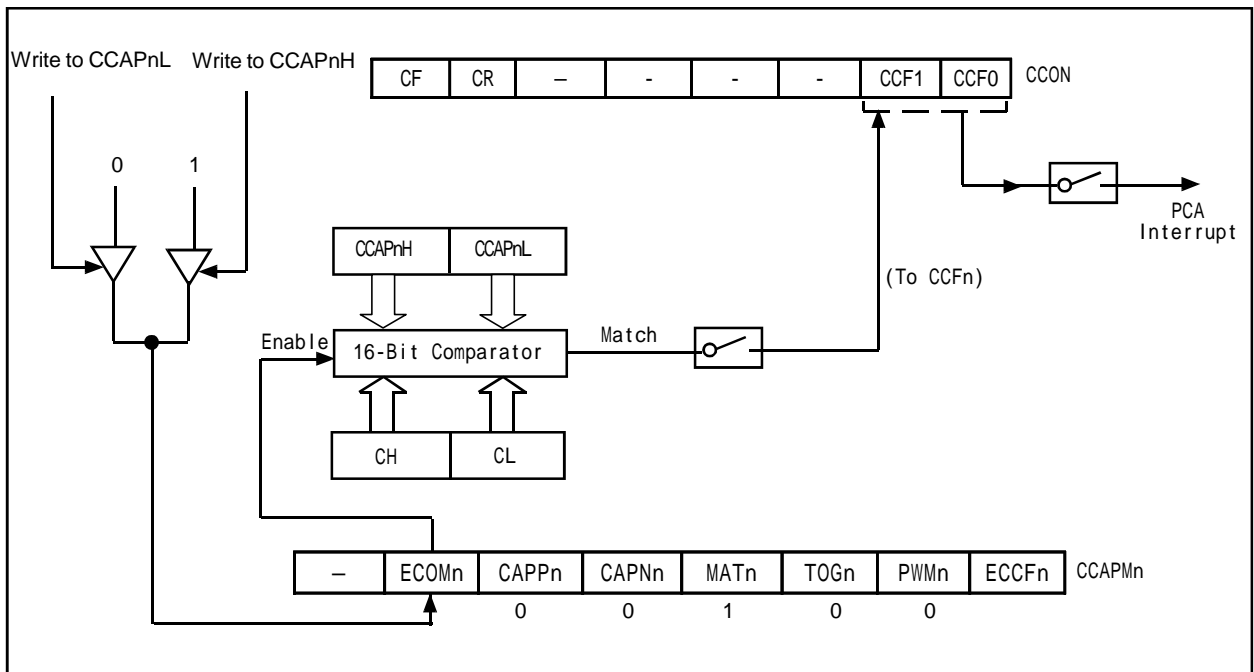 Write to CCAPnL Write to CCAPnH
CF CR – - - - CCF1 CCF0 CCON
0 1
PCA
Interrupt
CCAPnH CCAPnL
(To CCFn)
Enable 16-Bit Comparator Match
CH CL
– ECOMn CAPPn CAPNn MATn TOGn PWMn ECCFn CCAPMn
0 0 1 0 0